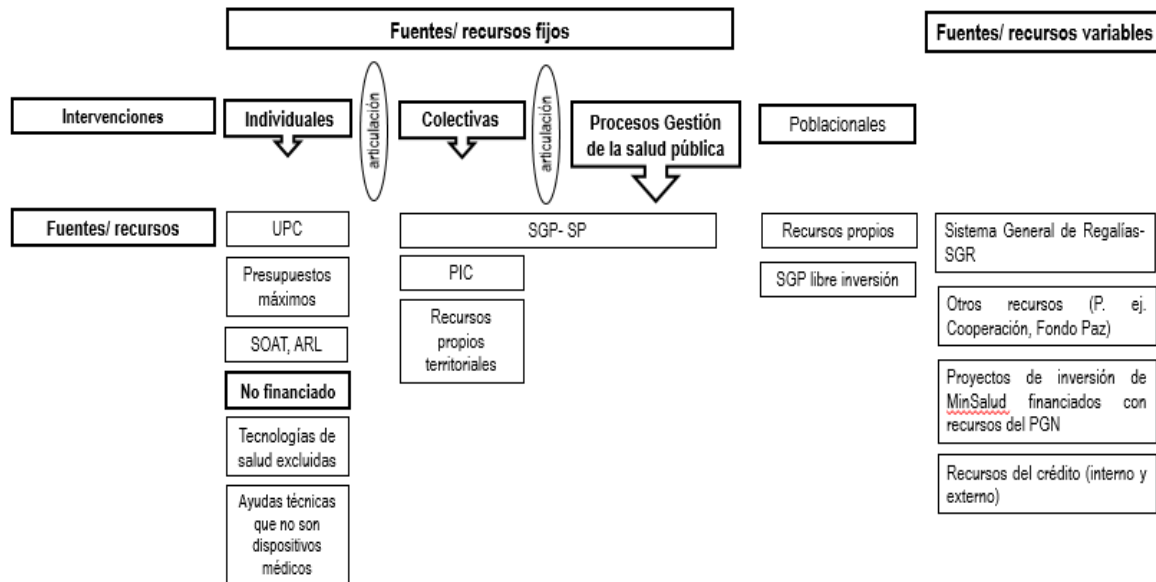 Fuentes/ recursos fijos
Fuentes/ recursos variables
Intervenciones
Individuales
articulación
Colectivas
articulación
Procesos Gestión
de la salud pública
Poblacionales
Fuentes/ recursos
UPC
SGP- SP
Recursos propios
Sistema General de Regalías-
SGR
Presupuestos
máximos
PIC
SGP libre inversión
Otros recursos (P. ej.
Cooperación, Fondo Paz)
SOAT, ARL
Recursos
propios
territoriales
Proyectos de inversión de
MinSalud financiados con
recursos del PGN
No financiado
Tecnologías de
salud excluidas
Recursos del crédito (interno y
externo)
Ayudas técnicas
que no son
dispositivos
médicos